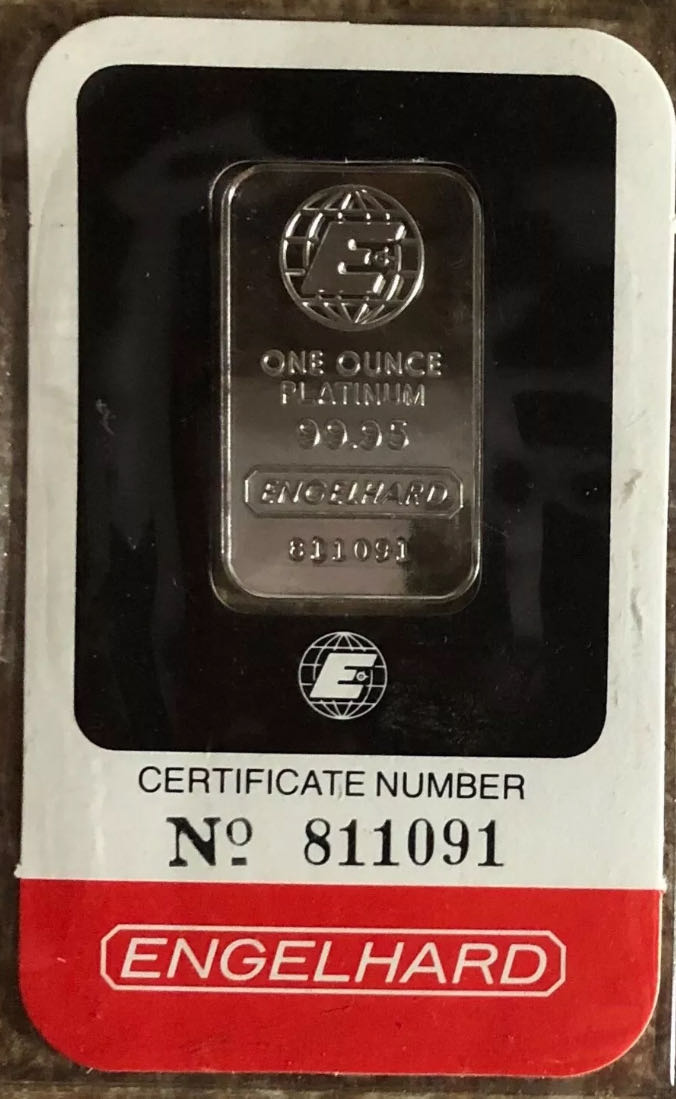 E
ONE OUNCE
PLATINUM
99.95
ENGELHARD
811091
E
CERTIFICATE NUMBER
Nº 811091
ENGELHARD